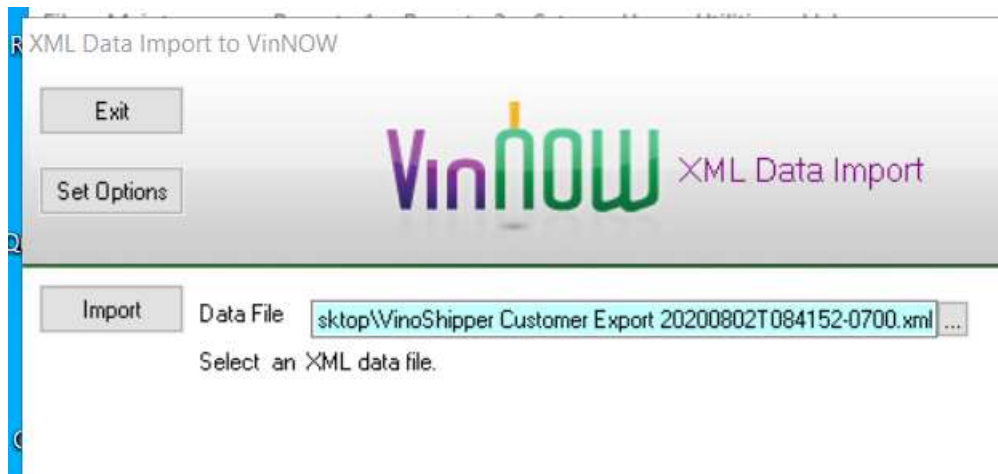 XML Data Import to VinNOW
Exit
VinNOW XML Data Import
Set Options
Import
Data File sktop\VinoShipper Customer Export 20200802T084152-0700.xml ...
Select an XML data file.